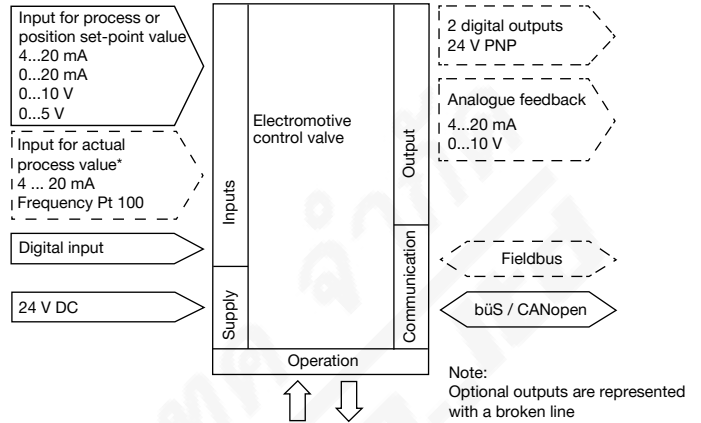 Input for process or
position set-point value
4...20 mA
0...20 mA
0...10 V
0...5 V
Input for actual
process value*
4 ... 20 mA
Frequency Pt 100
Digital input
24 V DC
Inputs
Supply
Electromotive
control valve
Output
Communication
Operation
2 digital outputs
24 V PNP
Analogue feedback
4...20 mA
0...10 V
Fieldbus
büS / CANopen
Note:
Optional outputs are represented
with a broken line